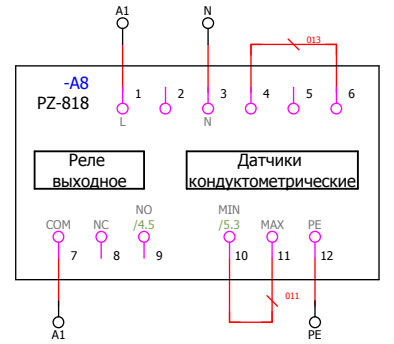 A1 N
013
-A8
PZ-818
1 2 3 4 5 6
L N
Реле
выходное
Датчики
кондуктометрические
COM NC NO
/4.5
MIN
/5.3
MAX PE
7 8 9 10 11 12
011
A1 PE